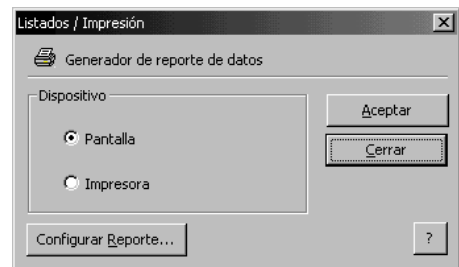 Listados / Impresión
Generador de reporte de datos
Dispositivo
Pantalla
Impresora
Aceptar
Cerrar
Configurar Reporte...
?